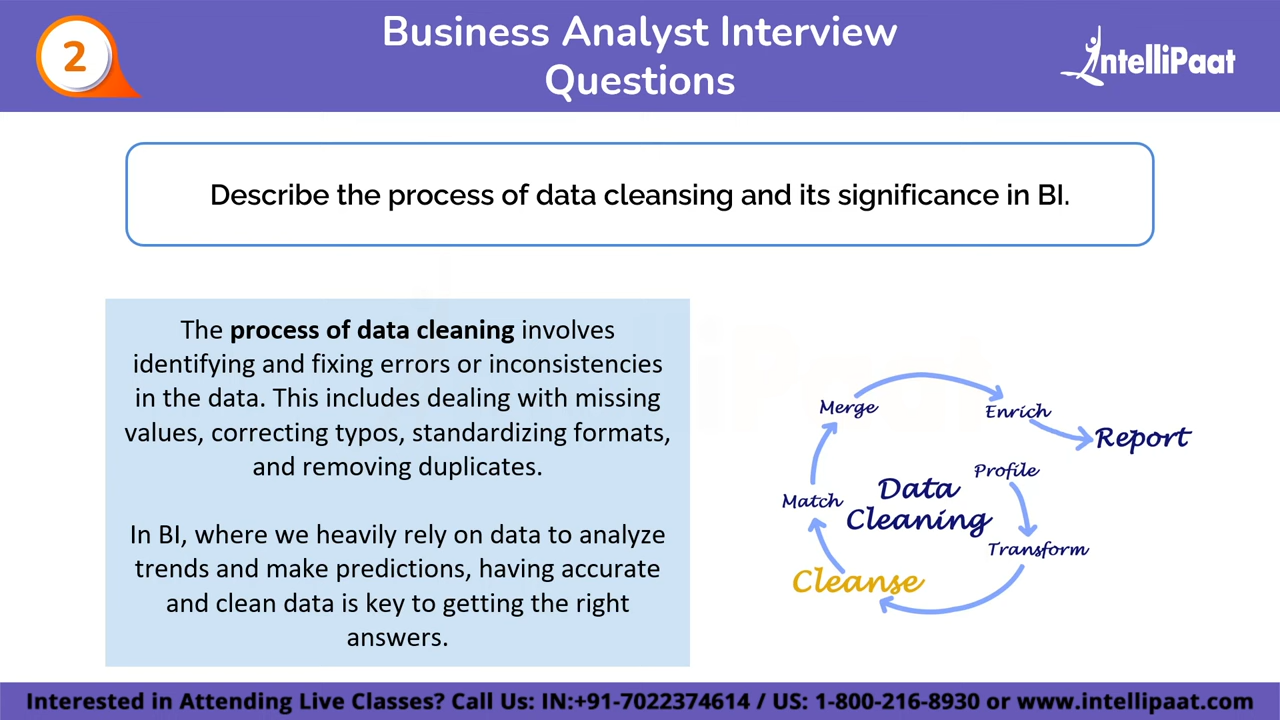 2
Business Analyst Interview
Questions
IntelliPaat
Describe the process of data cleansing and its significance in BI.
The process of data cleaning involves
identifying and fixing errors or inconsistencies
in the data. This includes dealing with missing
values, correcting typos, standardizing formats,
and removing duplicates.
In BI, where we heavily rely on data to analyze
trends and make predictions, having accurate
and clean data is key to getting the right
answers.
Merge
Enrich
Report
Profile
Match
Data
Cleaning
Transform
Cleanse
Interested in Attending Live Classes? Call Us: IN:+91-7022374614 / US: 1-800-216-8930 or www.intellipaat.com